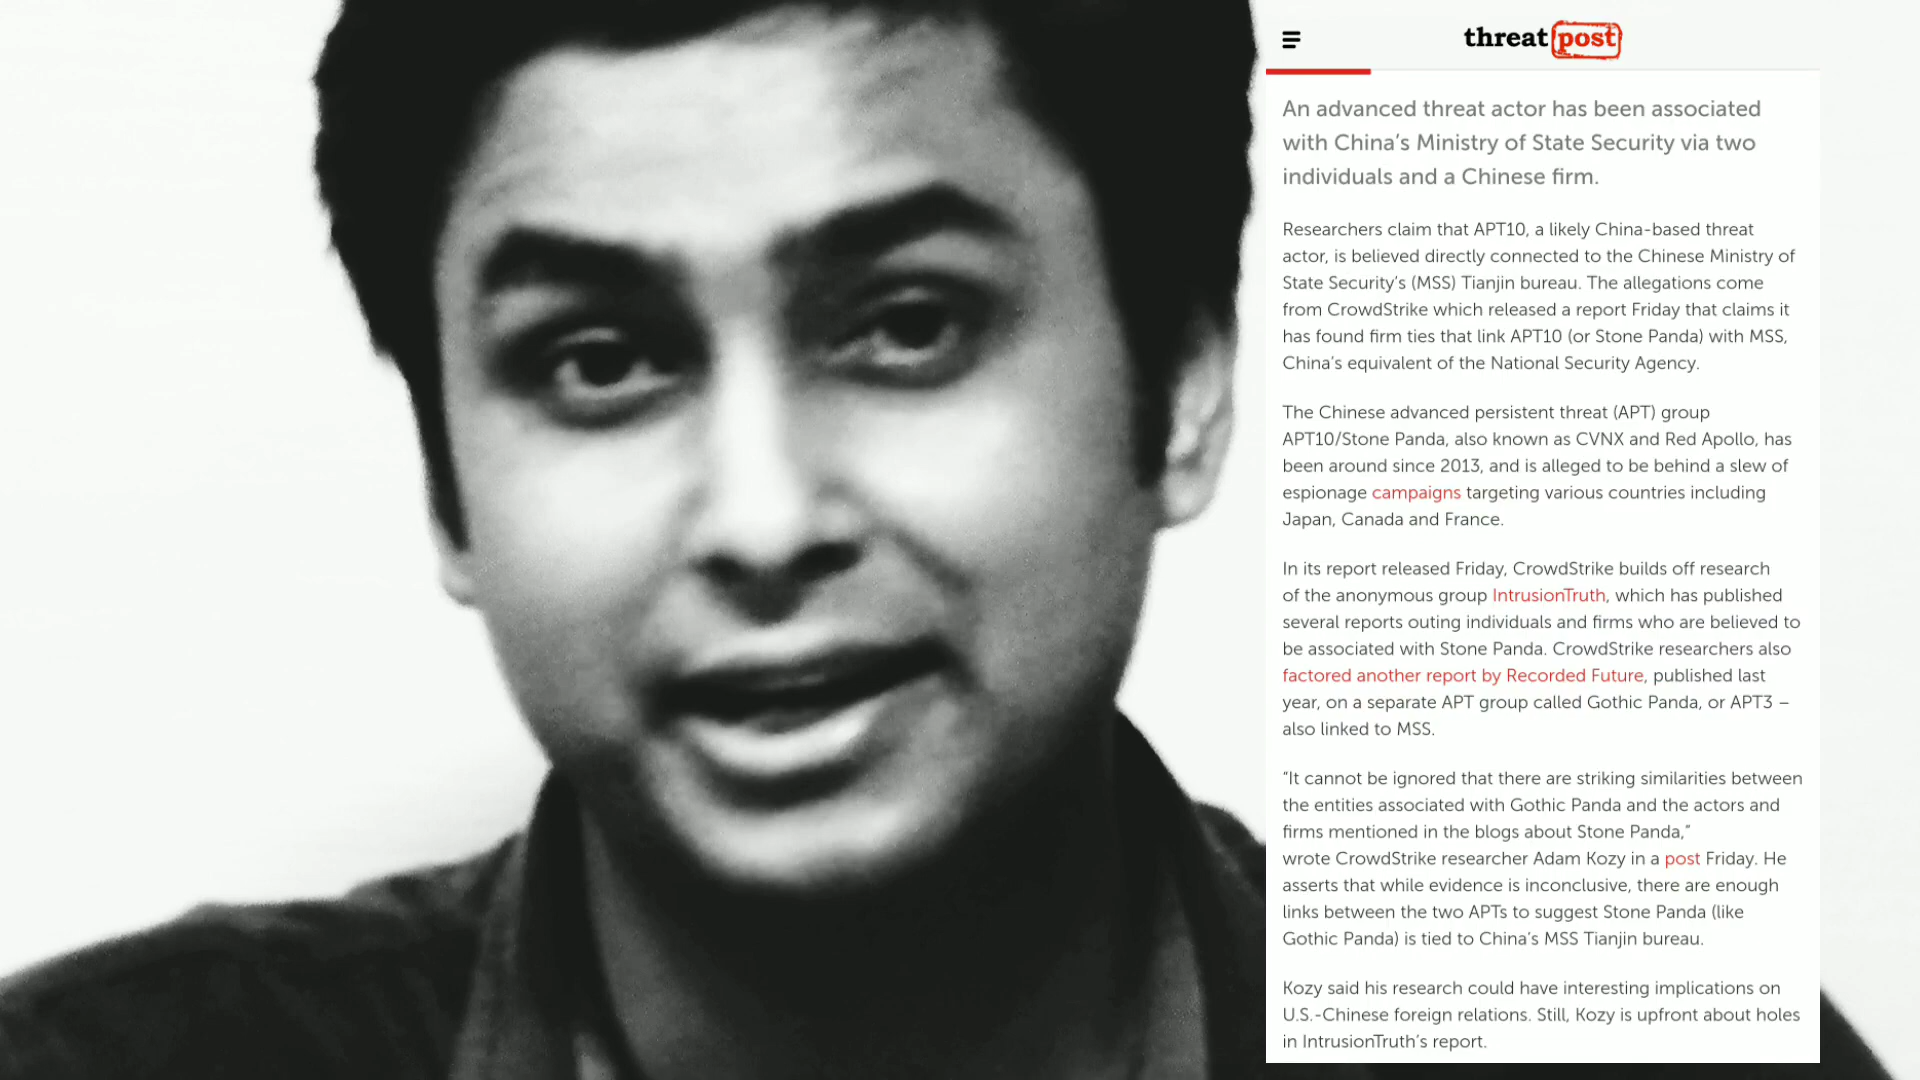 threatpost
An advanced threat actor has been associated
with China’s Ministry of State Security via two
individuals and a Chinese firm.
Researchers claim that APT10, a likely China-based threat
actor, is believed directly connected to the Chinese Ministry of
State Security’s (MSS) Tianjin bureau. The allegations come
from CrowdStrike which released a report Friday that claims it
has found firm ties that link APT10 (or Stone Panda) with MSS,
China’s equivalent of the National Security Agency.
The Chinese advanced persistent threat (APT) group
APT10/Stone Panda, also known as CVNX and Red Apollo, has
been around since 2013, and is alleged to be behind a slew of
espionage campaigns targeting various countries including
Japan, Canada and France.
In its report released Friday, CrowdStrike builds off research
of the anonymous group IntrusionTruth, which has published
several reports outing individuals and firms who are believed to
be associated with Stone Panda. CrowdStrike researchers also
factored another report by Recorded Future, published last
year, on a separate APT group called Gothic Panda, or APT3 –
also linked to MSS.
“It cannot be ignored that there are striking similarities between
the entities associated with Gothic Panda and the actors and
firms mentioned in the blogs about Stone Panda,”
wrote CrowdStrike researcher Adam Kozy in a post Friday. He
asserts that while evidence is inconclusive, there are enough
links between the two APTs to suggest Stone Panda (like
Gothic Panda) is tied to China’s MSS Tianjin bureau.
Kozy said his research could have interesting implications on
U.S.-Chinese foreign relations. Still, Kozy is upfront about holes
in IntrusionTruth’s report.